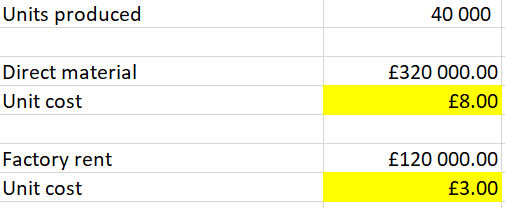 Units produced 40 000
Direct material £320 000.00
Unit cost £8.00
Factory rent £120 000.00
Unit cost £3.00